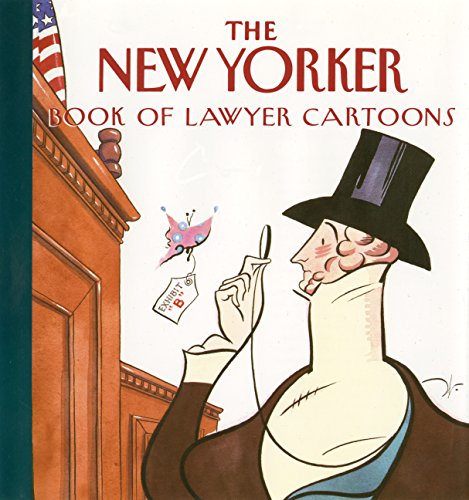 THE
NEW YORKER
BOOK OF LAWYER CARTOONS
EXHIBIT
"B"